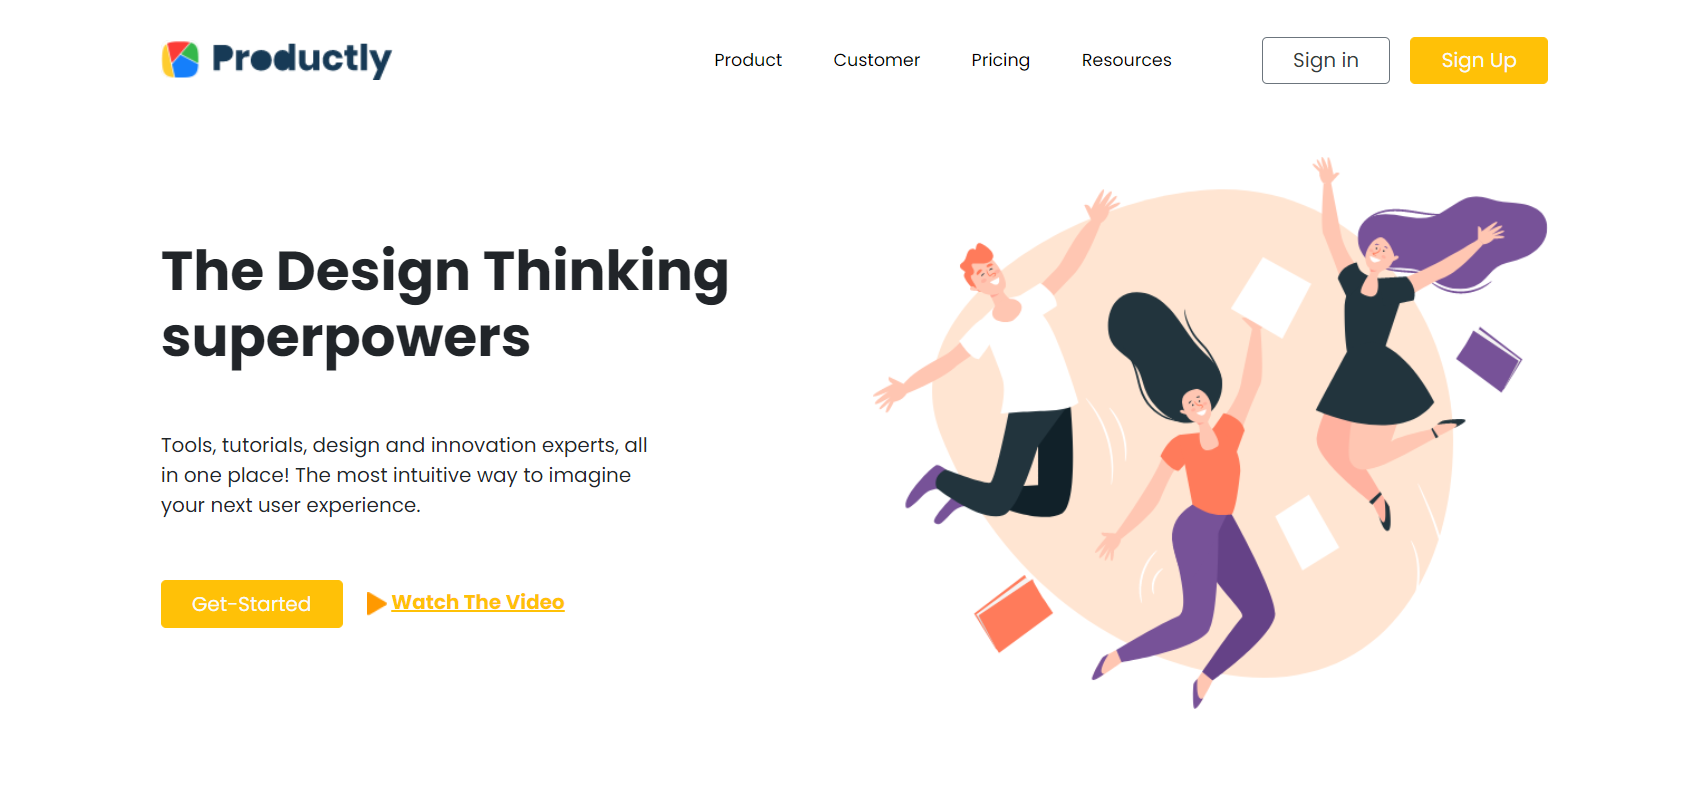 Productly
Product
Customer
Pricing
Resources
Sign in
Sign Up
The Design Thinking
superpowers
Tools, tutorials, design and innovation experts, all
in one place! The most intuitive way to imagine
your next user experience.
Get-Started
Watch The Video